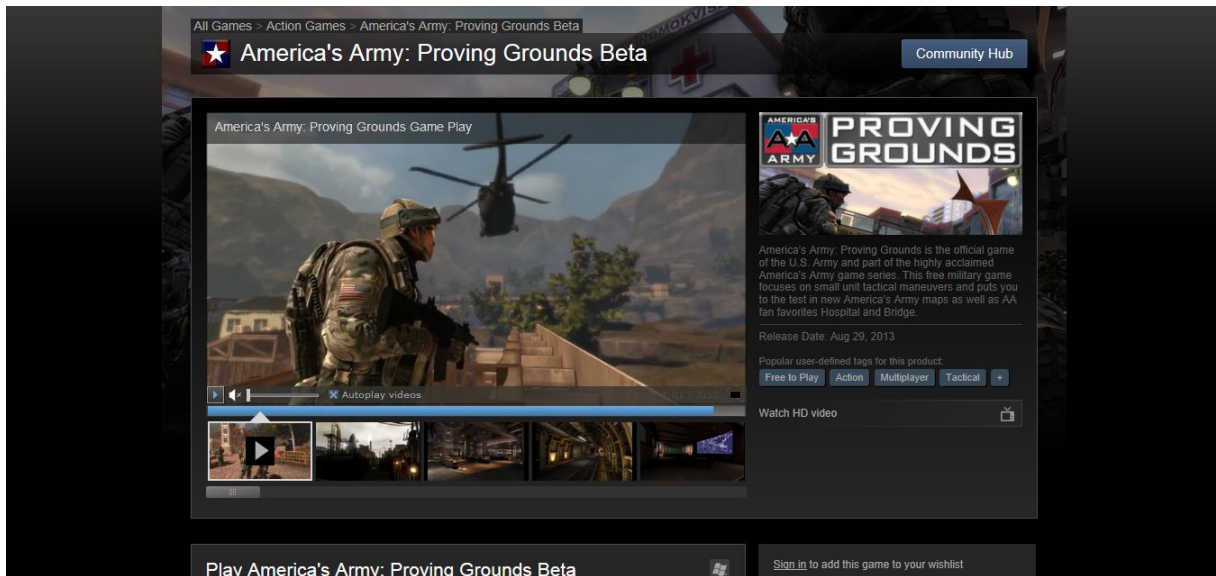 All Games > Action Games > America's Army: Proving Grounds Beta
America's Army: Proving Grounds Beta
Community Hub
America's Army: Proving Grounds Game Play
Autoplay videos
AMERICA'S
AA
ARMY
PROVING
GROUNDS
America's Army: Proving Grounds is the official game
of the U.S. Army and part of the highly acclaimed
America's Army game series. This free military game
focuses on small unit tactical maneuvers and puts you
to the test in new America's Army maps as well as AA
fan favorites Hospital and Bridge.
Release Date: Aug 29, 2013
Popular user-defined tags for this product:
Free to Play Action Multiplayer Tactical +
Watch HD video
Play America's Army: Proving Grounds Beta
Sign in to add this game to your wishlist